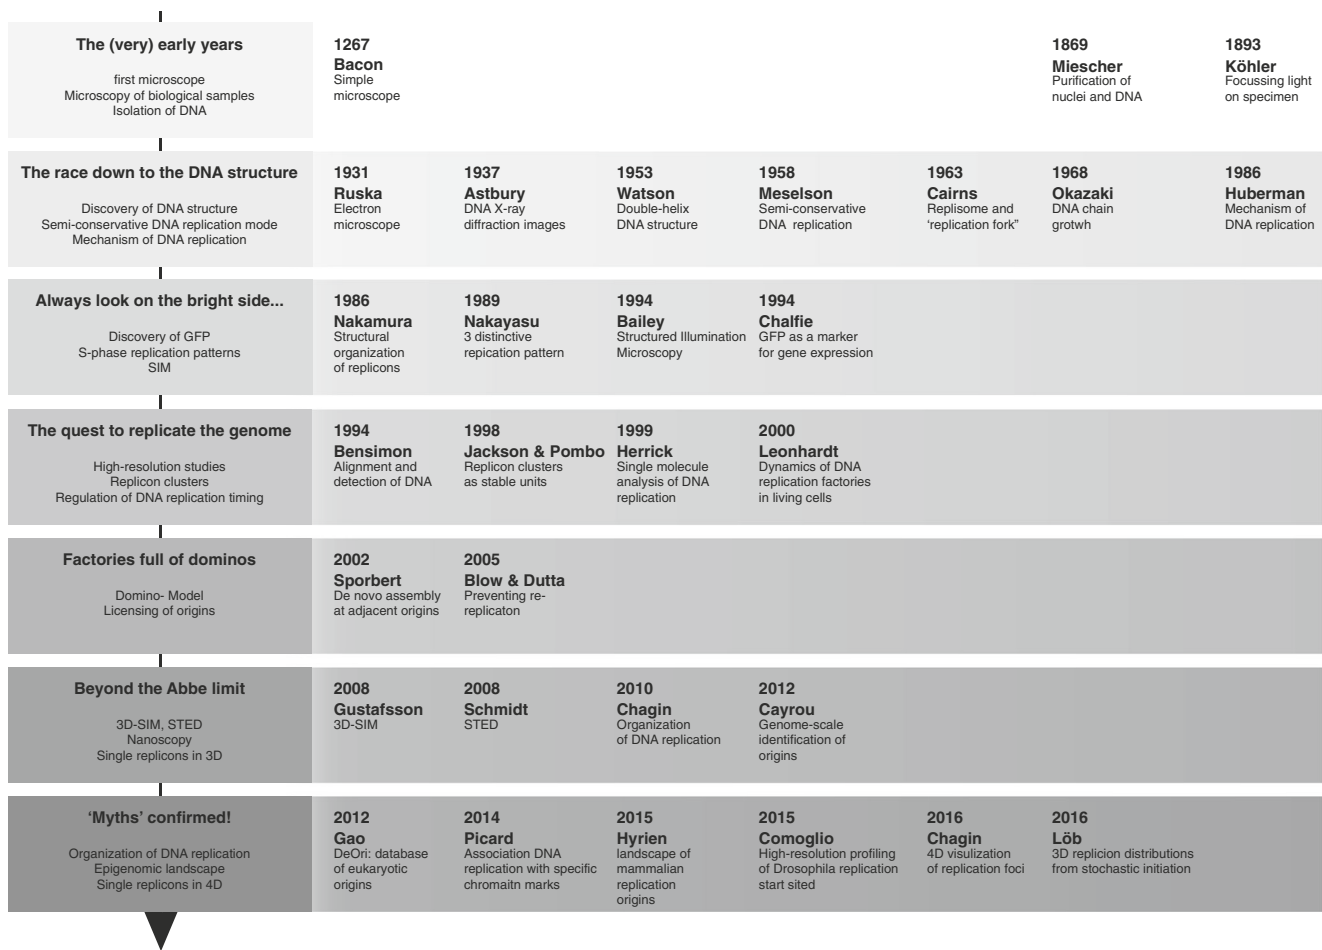 The (very) early years
first microscope
Microscopy of biological samples
Isolation of DNA
1267
Bacon
Simple
microscope
1869
Miescher
Purification of
nuclei and DNA
1893
Köhler
Focussing light
on specimen
The race down to the DNA structure
Discovery of DNA structure
Semi-conservative DNA replication mode
Mechanism of DNA replication
1931
Ruska
Electron
microscope
1937
Astbury
DNA X-ray
diffraction images
1953
Watson
Double-helix
DNA structure
1958
Meselson
Semi-conservative
DNA replication
1963
Cairns
Replisome and
‘replication fork”
1968
Okazaki
DNA chain
grotwh
1986
Huberman
Mechanism of
DNA replication
Always look on the bright side...
Discovery of GFP
S-phase replication patterns
SIM
1986
Nakamura
Structural
organization
of replicons
1989
Nakayasu
3 distinctive
repication pattern
1994
Bailey
Structured Illumination
Microscopy
1994
Chalfie
GFP as a marker
for gene expression
The quest to replicate the genome
High-resolution studies
Replicon clusters
Regulation of DNA replication timing
1994
Bensimon
Alignment and
detection of DNA
1998
Jackson & Pombo
Replicon clusters
as stable units
1999
Herrick
Single molecule
analysis of DNA
replication
2000
Leonhardt
Dynamics of DNA
replication factories
in living cells
Factories full of dominos
Domino- Model
Licensing of origins
2002
Sporbert
De novo assembly
at adjacent origins
2005
Blow & Dutta
Preventing re-
replicaton
Beyond the Abbe limit
3D-SIM, STED
Nanoscopy
Single replicons in 3D
2008
Gustafsson
3D-SIM
2008
Schmidt
STED
2010
Chagin
Organization
of DNA replication
2012
Cayrou
Genome-scale
identification of
origins
‘Myths’ confirmed!
Organization of DNA replication
Epigenomic landscape
Single replicons in 4D
2012
Gao
DeOri: database
of eukaryotic
origins
2014
Picard
Association DNA
replication with specific
chromaitn marks
2015
Hyrien
landscape of
mammalian
replication
origins
2015
Comoglio
High-resolution profiling
of Drosophila replication
start sited
2016
Chagin
4D visulization
of replication foci
2016
Löb
3D replicion distributions
from stochastic initiation